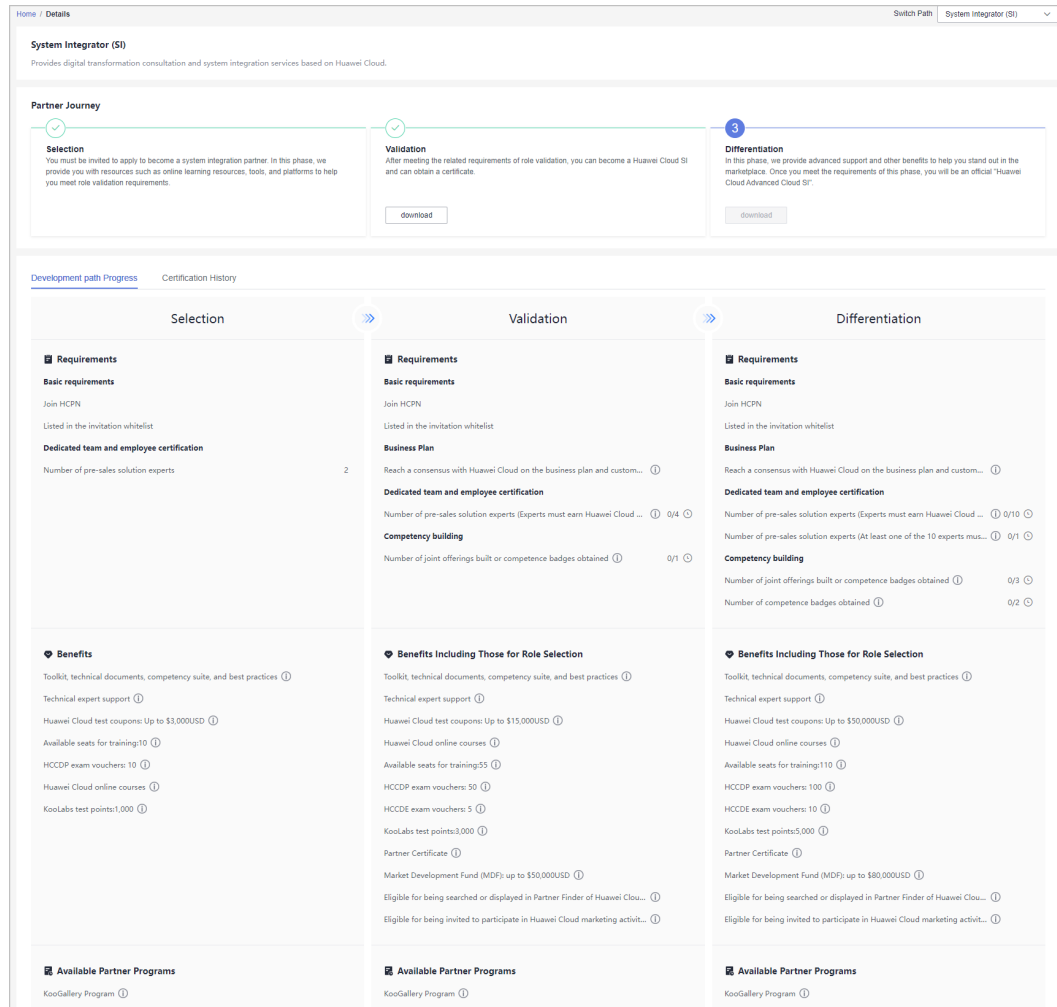 Home / Details
Switch Path System Integrator (SI)
System Integrator (SI)
Provides digital transformation consultation and system integration services based on Huawei Cloud.
Partner Journey
Selection
You must be invited to apply to become a system integration partner. In this phase, we
provide you with resources such as online learning resources, tools, and platforms to help
you meet role validation requirements.
Validation
After meeting the related requirements of role validation, you can become a Huawei Cloud SI
and can obtain a certificate.
download
3
Differentiation
In this phase, we provide advanced support and other benefits to help you stand out in the
marketplace. Once you meet the requirements of this phase, you will be an official "Huawei
Cloud Advanced Cloud SI".
download
Development path Progress
Certification History
Selection
Requirements
Basic requirements
Join HCPN
Listed in the invitation whitelist
Dedicated team and employee certification
Number of pre-sales solution experts 2
Benefits
Toolkit, technical documents, competency suite, and best practices
Technical expert support
Huawei Cloud test coupons: Up to $3,000USD
Available seats for training:10
HCCDP exam vouchers: 10
Huawei Cloud online courses
KooLabs test points:1,000
Available Partner Programs
KooGallery Program
Validation
Requirements
Basic requirements
Join HCPN
Listed in the invitation whitelist
Business Plan
Reach a consensus with Huawei Cloud on the business plan and custom...
Dedicated team and employee certification
Number of pre-sales solution experts (Experts must earn Huawei Cloud ... 0/4
Competency building
Number of joint offerings built or competence badges obtained 0/1
Benefits Including Those for Role Selection
Toolkit, technical documents, competency suite, and best practices
Technical expert support
Huawei Cloud test coupons: Up to $15,000USD
Huawei Cloud online courses
Available seats for training:55
HCCDP exam vouchers: 50
HCCDE exam vouchers: 5
KooLabs test points:3,000
Partner Certificate
Market Development Fund (MDF): up to $50,000USD
Eligible for being searched or displayed in Partner Finder of Huawei Clou...
Eligible for being invited to participate in Huawei Cloud marketing activit...
Available Partner Programs
KooGallery Program
Differentiation
Requirements
Basic requirements
Join HCPN
Listed in the invitation whitelist
Business Plan
Reach a consensus with Huawei Cloud on the business plan and custom...
Dedicated team and employee certification
Number of pre-sales solution experts (Experts must earn Huawei Cloud ... 0/10
Number of pre-sales solution experts (At least one of the 10 experts mus... 0/1
Competency building
Number of joint offerings built or competence badges obtained 0/3
Number of competence badges obtained 0/2
Benefits Including Those for Role Selection
Toolkit, technical documents, competency suite, and best practices
Technical expert support
Huawei Cloud test coupons: Up to $50,000USD
Huawei Cloud online courses
Available seats for training:110
HCCDP exam vouchers: 100
HCCDE exam vouchers: 10
KooLabs test points:5,000
Partner Certificate
Market Development Fund (MDF): up to $80,000USD
Eligible for being searched or displayed in Partner Finder of Huawei Clou...
Eligible for being invited to participate in Huawei Cloud marketing activit...
Available Partner Programs
KooGallery Program